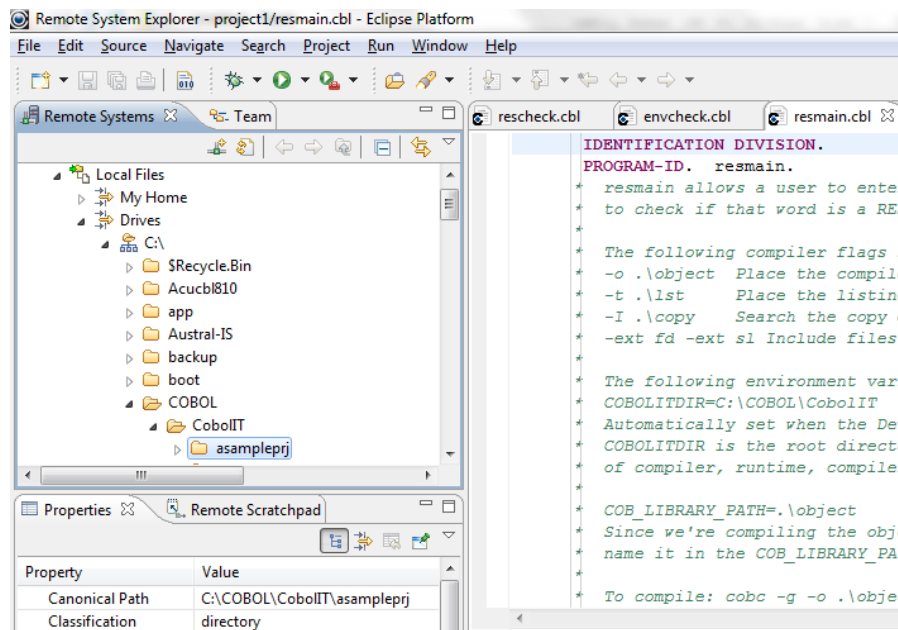 Remote System Explorer - project1/resmain.cbl - Eclipse Platform
File Edit Source Navigate Search Project Run Window Help
010
Remote Systems Team
Local Files
My Home
Drives
C:\
$Recycle.Bin
Acucbl810
app
Austral-IS
backup
boot
COBOL
CobolIT
asampleprj
Properties Remote Scratchpad
Property Value
Canonical Path C:\COBOL\CobolIT\asampleprj
Classification directory
rescheck.cbl envcheck.cbl resmain.cbl
IDENTIFICATION DIVISION.
PROGRAM-ID. resmain.
* resmain allows a user to ente
* to check if that word is a RE
*
* The following compiler flags
* -o .\object Place the compil
* -t .\lst Place the listin
* -I .\copy Search the copy
* -ext fd -ext sl Include files
*
* The following environment var
* COBOLITDIR=C:\COBOL\CobolIT
* Automatically set when the De
* COBOLITDIR is the root direct
* of compiler, runtime, compile
*
* COB_LIBRARY_PATH=.\object
* Since we're compiling the obj
* name it in the COB_LIBRARY_PA
*
* To compile: cobc -g -o .\obje